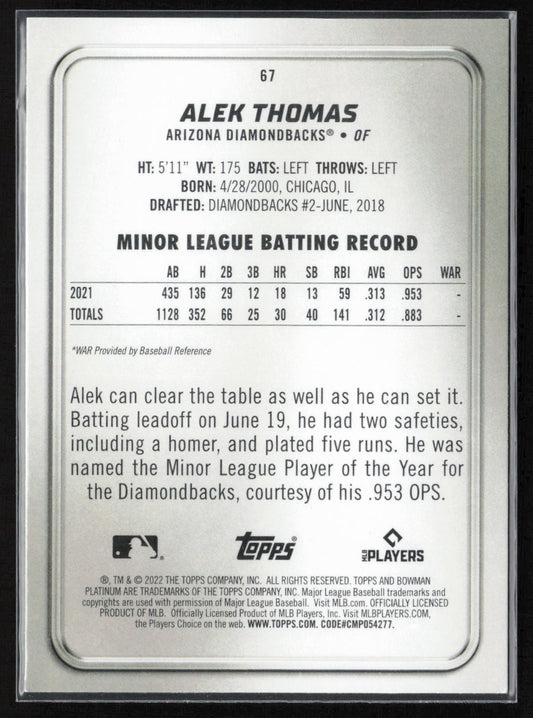 67
ALEK THOMAS
ARIZONA DIAMONDBACKS® • OF
HT: 5'11" WT: 175 BATS: LEFT THROWS: LEFT
BORN: 4/28/2000, CHICAGO, IL
DRAFTED: DIAMONDBACKS #2-JUNE, 2018
MINOR LEAGUE BATTING RECORD
AB H 2B 3B HR SB RBI AVG OPS WAR
2021 435 136 29 12 18 13 59 .313 .953 -
TOTALS 1128 352 66 25 30 40 141 .312 .883 -
*WAR Provided by Baseball Reference
Alek can clear the table as well as he can set it.
Batting leadoff on June 19, he had two safeties,
including a homer, and plated five runs. He was
named the Minor League Player of the Year for
the Diamondbacks, courtesy of his .953 OPS.
Topps® MLB PLAYERS
®, TM & © 2022 THE TOPPS COMPANY, INC. ALL RIGHTS RESERVED. TOPPS AND BOWMAN
PLATINUM ARE TRADEMARKS OF THE TOPPS COMPANY, INC. Major League Baseball trademarks and
copyrights are used with permission of Major League Baseball. Visit MLB.com. OFFICIALLY LICENSED
PRODUCT OF MLB. Officially Licensed Product of MLB Players, Inc. Visit MLBPLAYERS.COM,
the Players Choice on the web. WWW.TOPPS.COM. CODE#CMP054277.